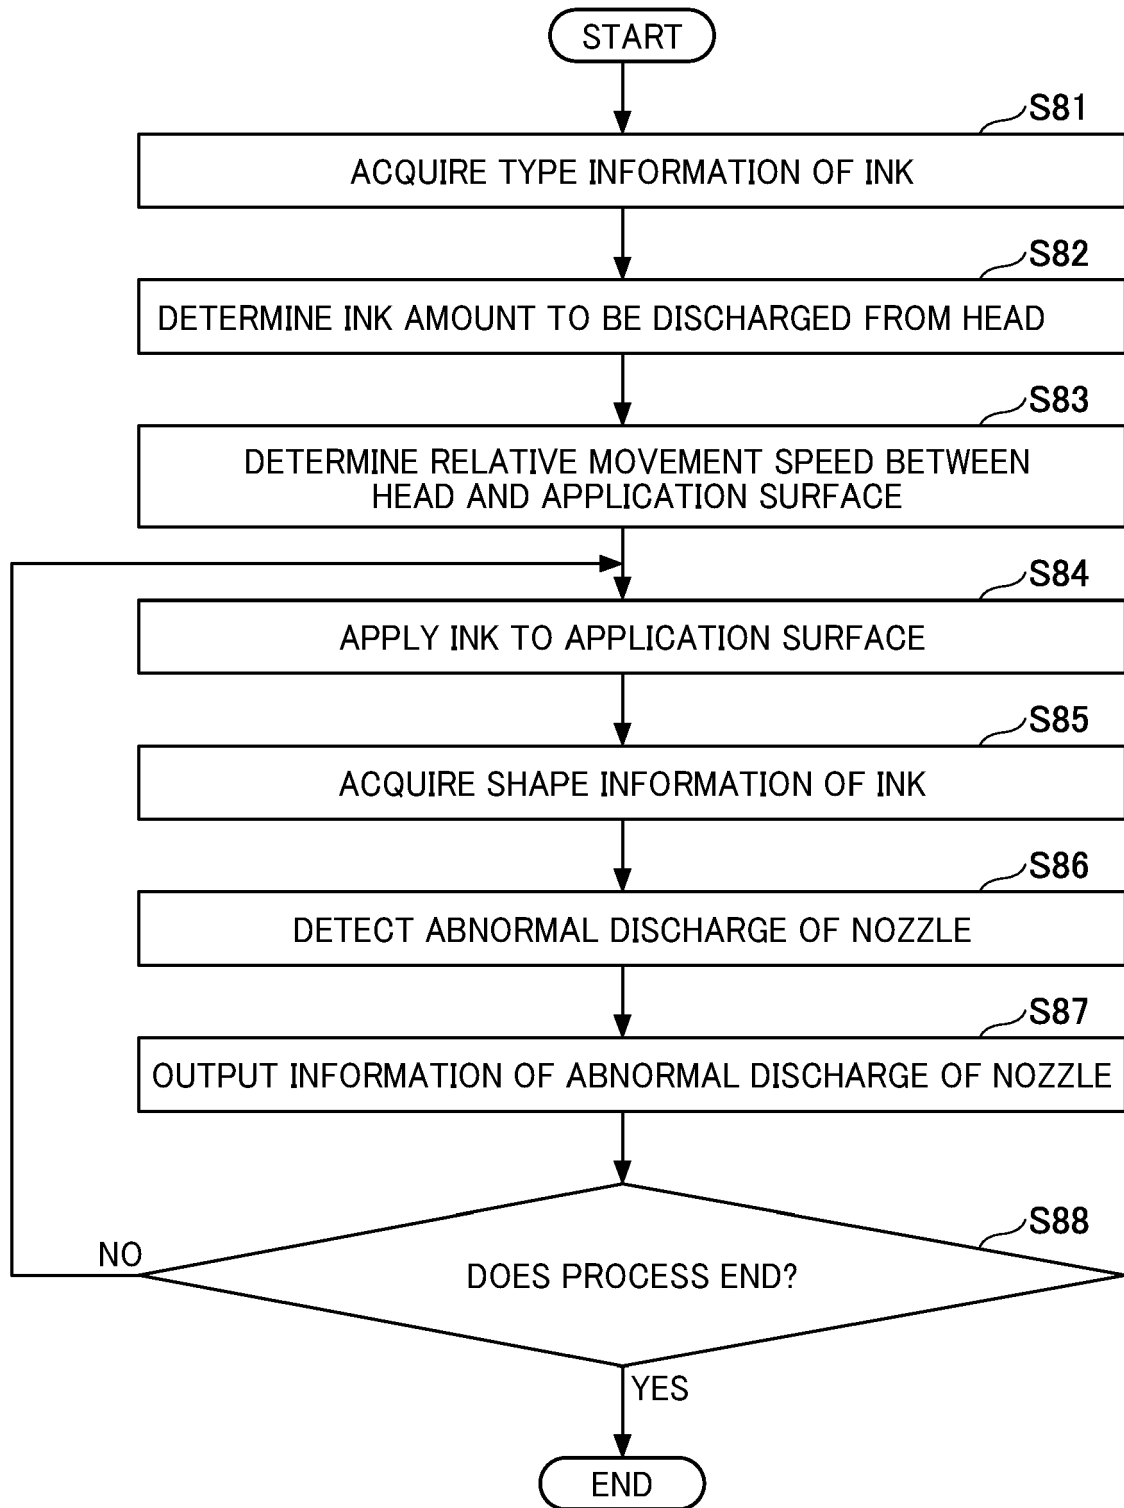 START
S81
ACQUIRE TYPE INFORMATION OF INK
S82
DETERMINE INK AMOUNT TO BE DISCHARGED FROM HEAD
S83
DETERMINE RELATIVE MOVEMENT SPEED BETWEEN
HEAD AND APPLICATION SURFACE
S84
APPLY INK TO APPLICATION SURFACE
S85
ACQUIRE SHAPE INFORMATION OF INK
S86
DETECT ABNORMAL DISCHARGE OF NOZZLE
S87
OUTPUT INFORMATION OF ABNORMAL DISCHARGE OF NOZZLE
S88
NO
DOES PROCESS END?
YES
END